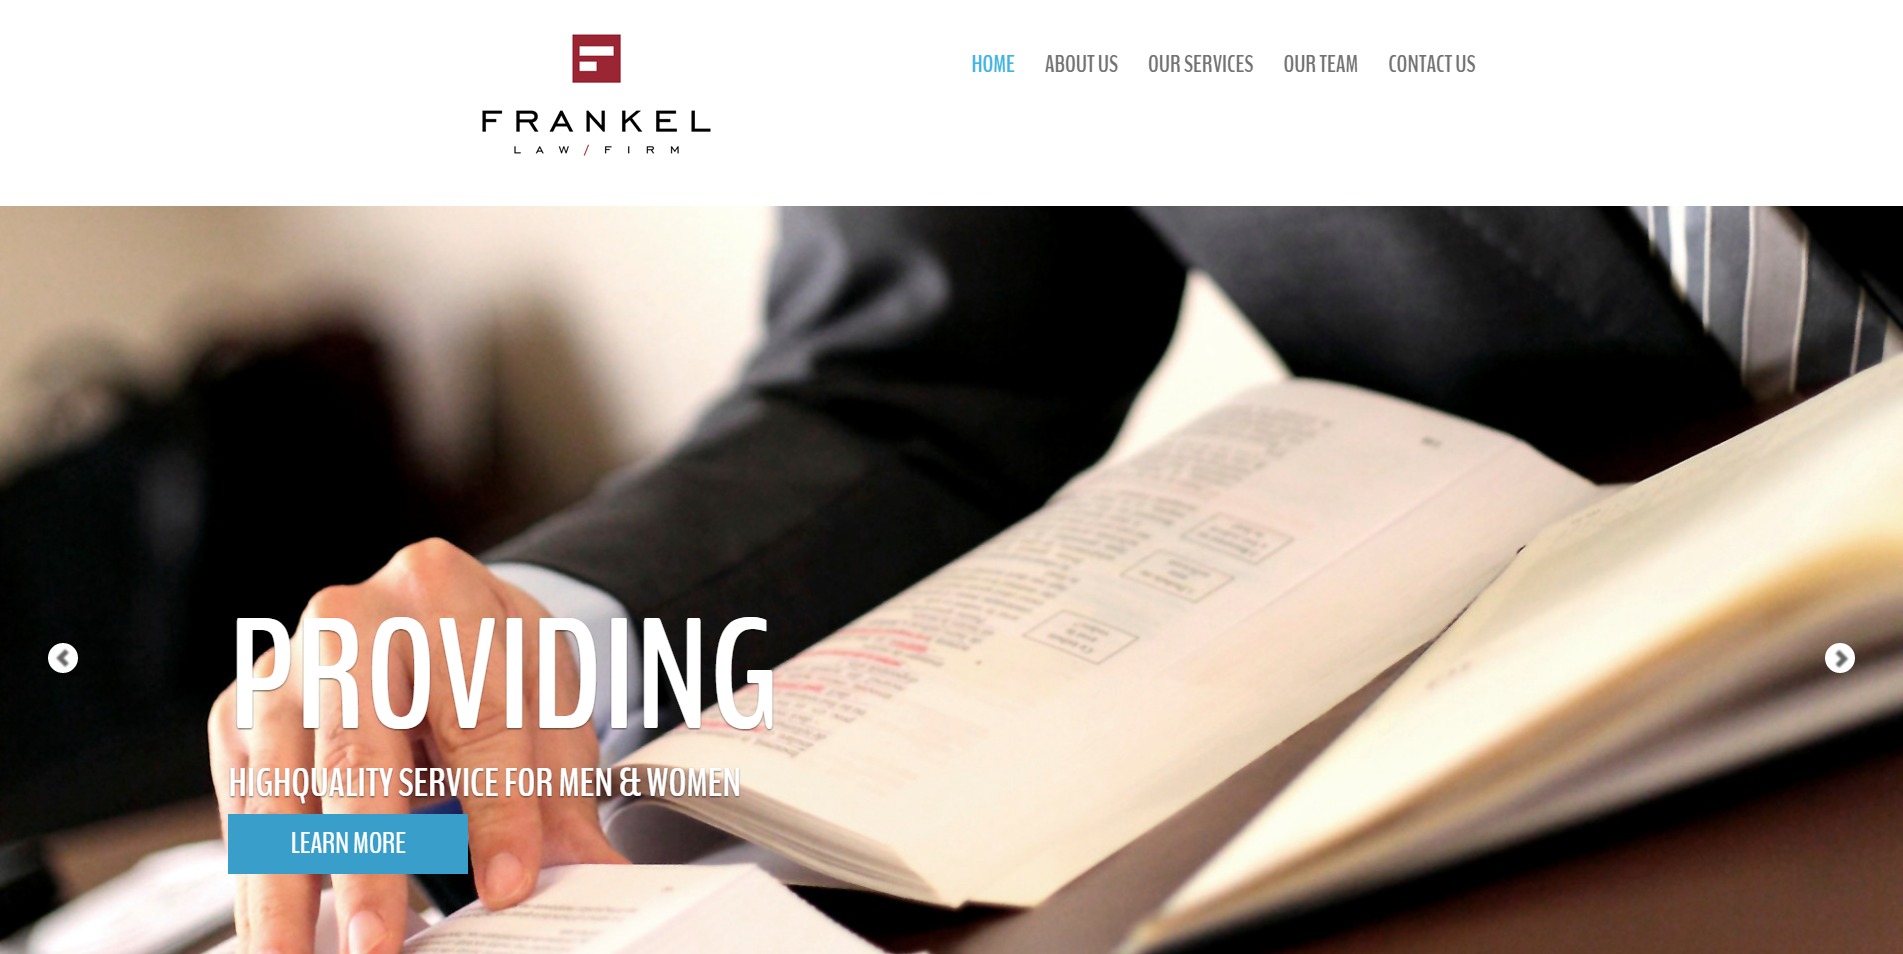 HOME ABOUT US OUR SERVICES OUR TEAM CONTACT US
FRANKEL
LAW/FIRM
PROVIDING
HIGHQUALITY SERVICE FOR MEN & WOMEN
LEARN MORE